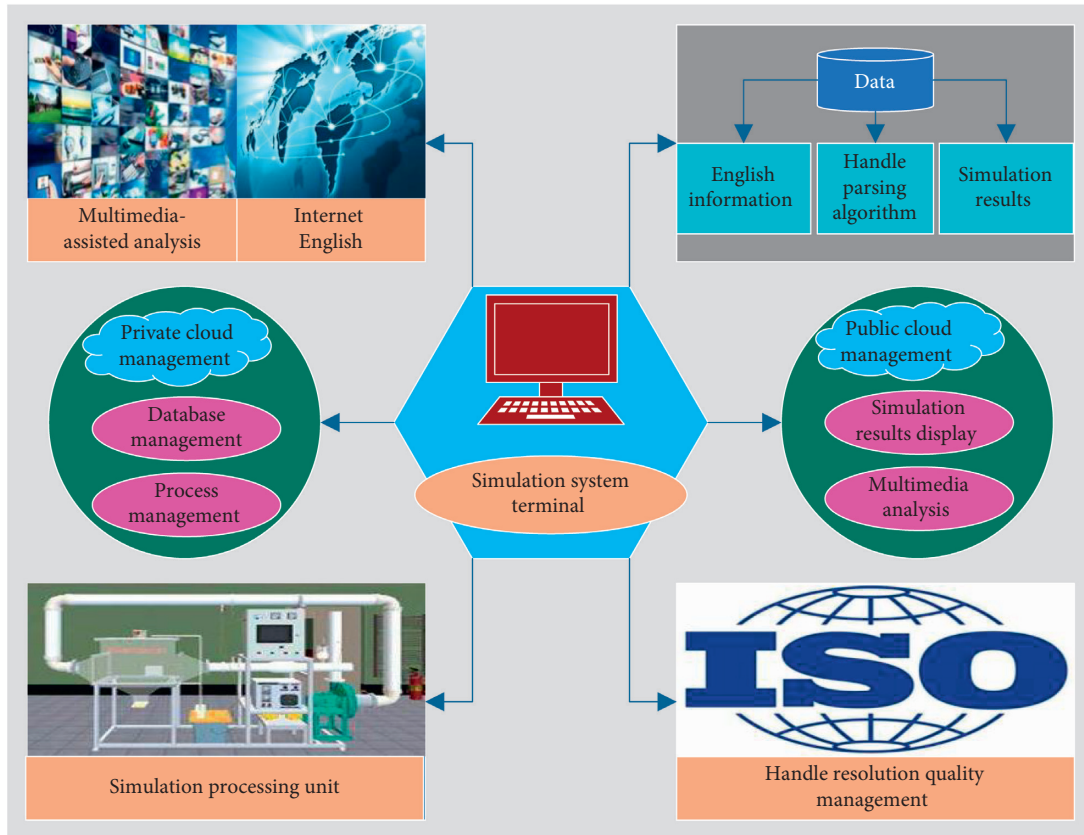 Multimedia-
assisted analysis
Internet
English
Data
English
information
Handle
parsing
algorithm
Simulation
results
Private cloud
management
Database
management
Process
management
Simulation system
terminal
Public cloud
management
Simulation
results display
Multimedia
analysis
Simulation processing unit
ISO
Handle resolution quality
management